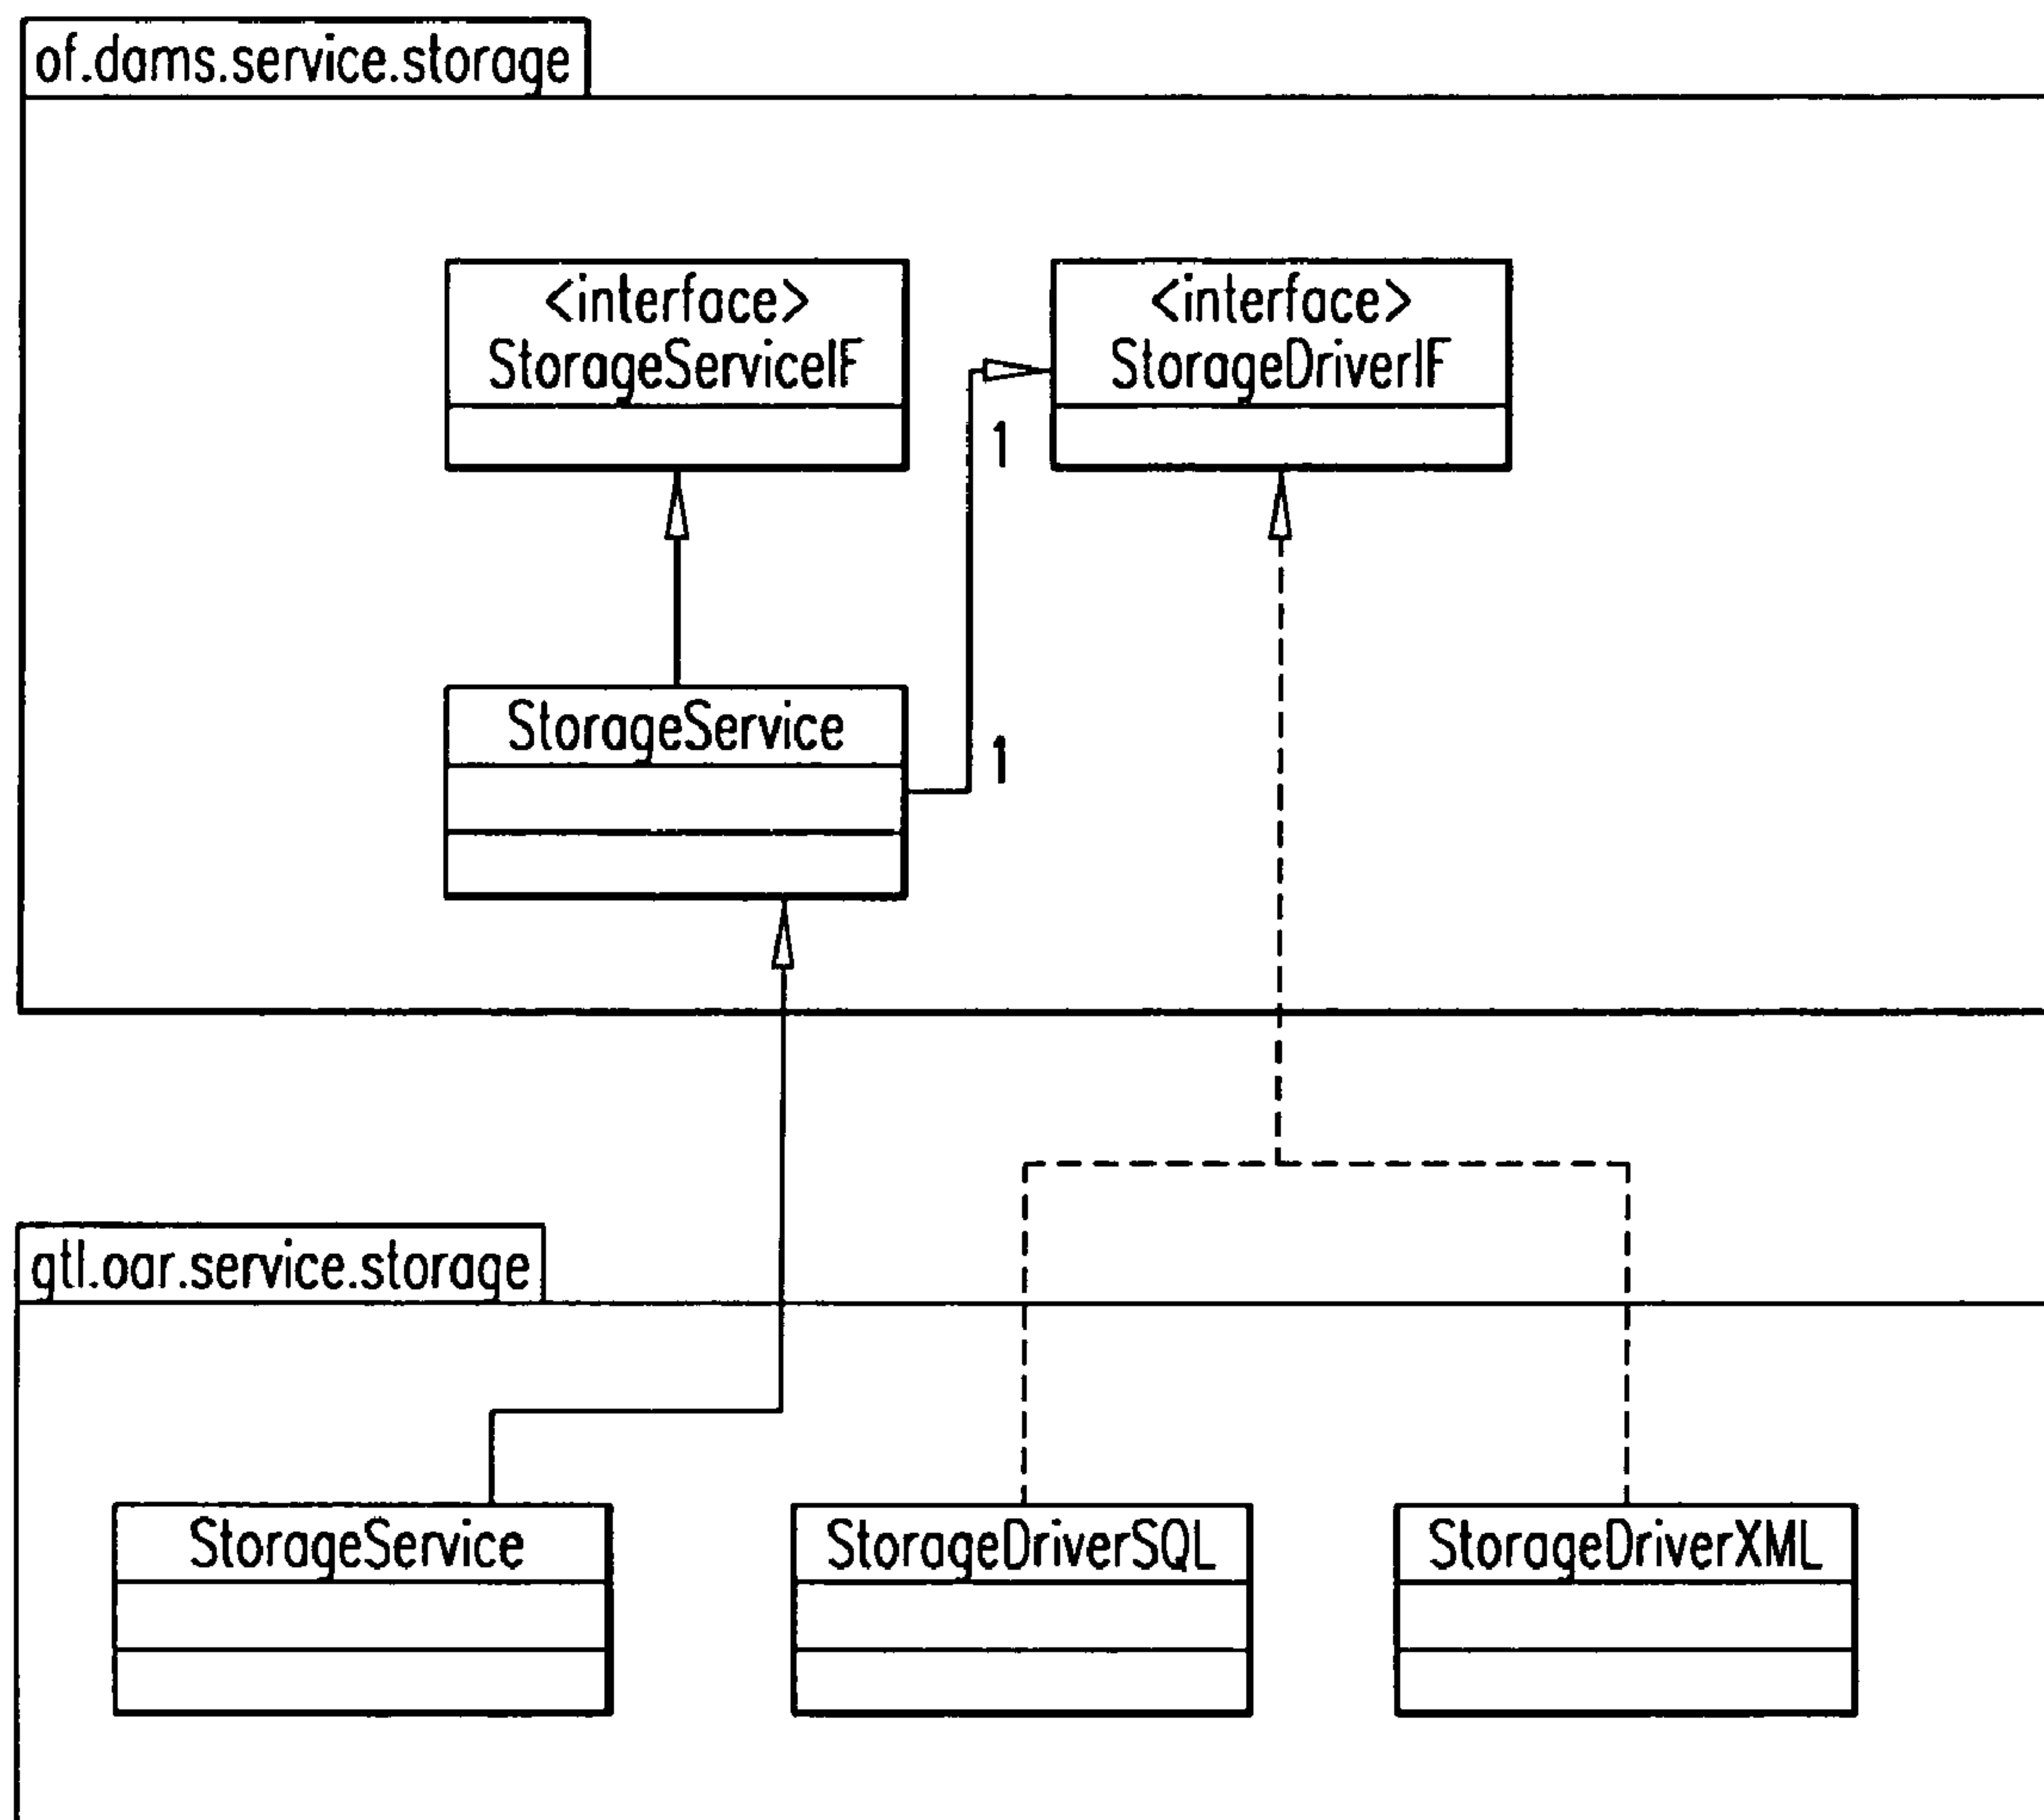 of.dams.service.storage
<interface>
StorageServiceIF
<interface>
StorageDriverIF
1
StorageService
1
gtl.oar.service.storage
StorageService
StorageDriverSQL
StorageDriverXML